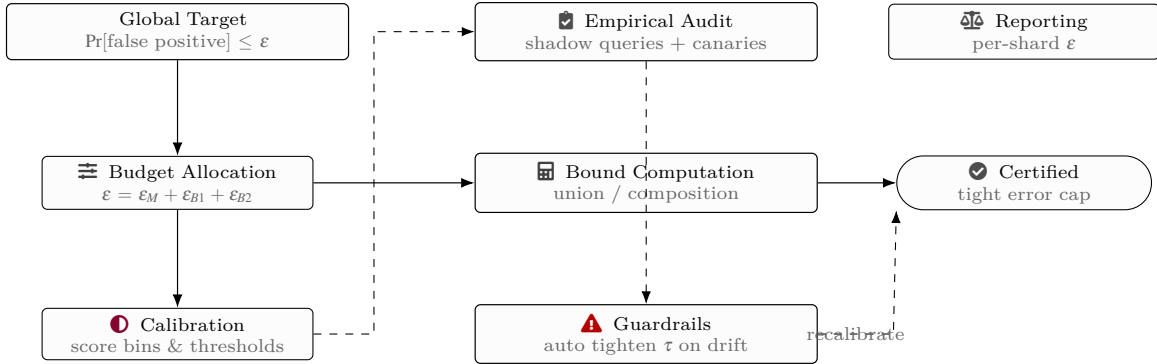 Global Target
Pr[false positive] ≤ ε
Empirical Audit
shadow queries + canaries
Reporting
per-shard ε
Budget Allocation
ε = ε_M + ε_B1 + ε_B2
Bound Computation
union / composition
Certified
tight error cap
Calibration
score bins & thresholds
Guardrails
auto tighten τ on drift
recalibrate